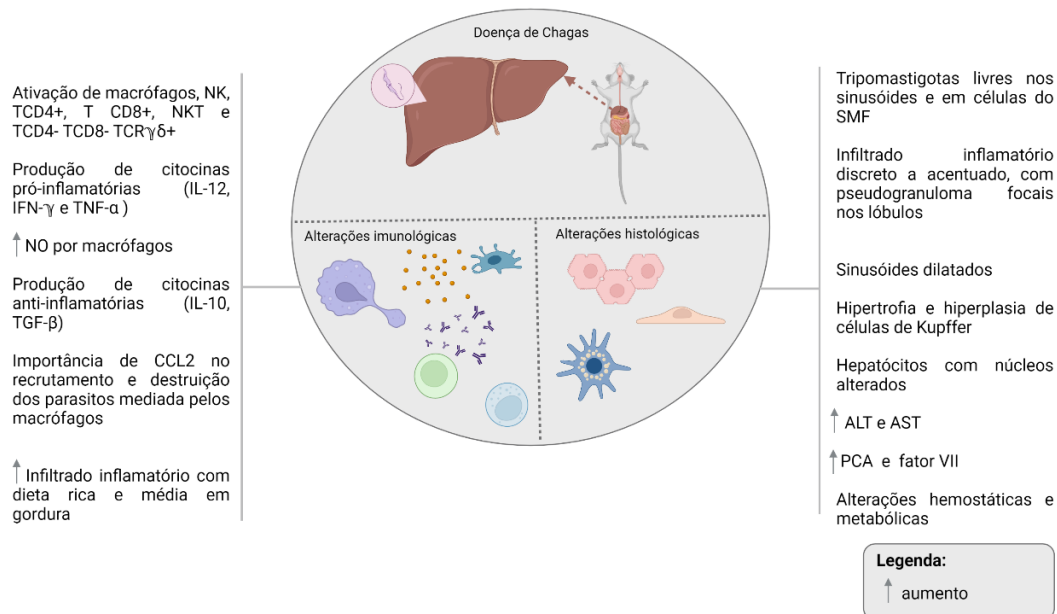 Doença de Chagas
Ativação de macrófagos, NK,
TCD4+, T CD8+, NKT e
TCD4- TCD8- TCRγδ+
Produção de citocinas
pró-inflamatórias (IL-12,
IFN-γ e TNF-α )
↑ NO por macrófagos
Produção de citocinas
anti-inflamatórias (IL-10,
TGF-β)
Importância de CCL2 no
recrutamento e destruição
dos parasitos mediada pelos
macrófagos
↑ Infiltrado inflamatório com
dieta rica e média em
gordura
Alterações imunológicas
Alterações histológicas
Tripomastigotas livres nos
sinusóides e em células do
SMF
Infiltrado inflamatório
discreto a acentuado, com
pseudogranuloma focais
nos lóbulos
Sinusóides dilatados
Hipertrofia e hiperplasia de
células de Kupffer
Hepatócitos com núcleos
alterados
↑ ALT e AST
↑ PCA e fator VII
Alterações hemostáticas e
metabólicas
Legenda:
↑ aumento